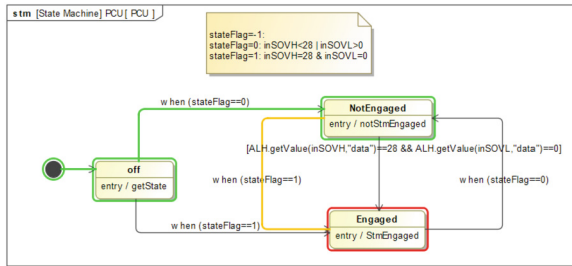 stm [State Machine] PCU[ PCU ]
stateFlag=-1:
stateFlag=0: inSOVH<28 | inSOVL>0
stateFlag=1: inSOVH=28 & inSOVL=0
when (stateFlag==0)
NotEngaged
entry / notStmEngaged
[ALH.getValue(inSOVH,"data")==28 && ALH.getValue(inSOVL,"data")==0]
off
entry / getState
when (stateFlag==1)
when (stateFlag==0)
when (stateFlag==1)
Engaged
entry / StmEngaged